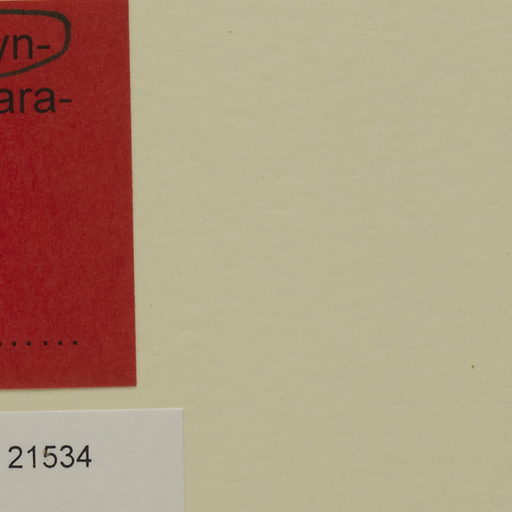 yn-
ara-
......
21534